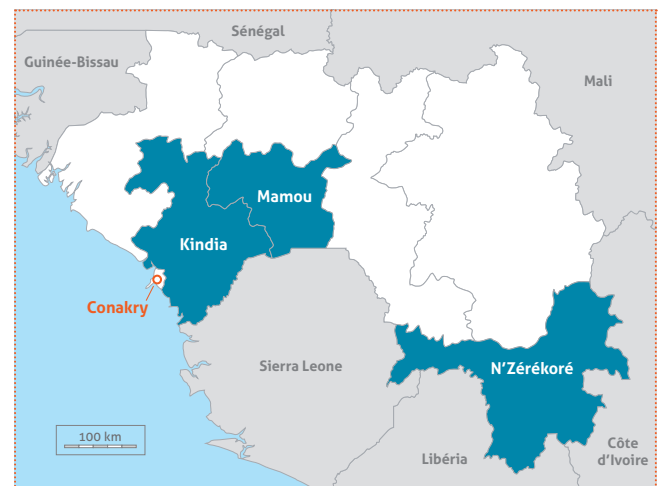 Sénégal
Guinée-Bissau
Mali
Mamou
Kindia
Conakry
Sierra Leone
N'Zérékoré
100 km
Libéria
Côte
d'Ivoire